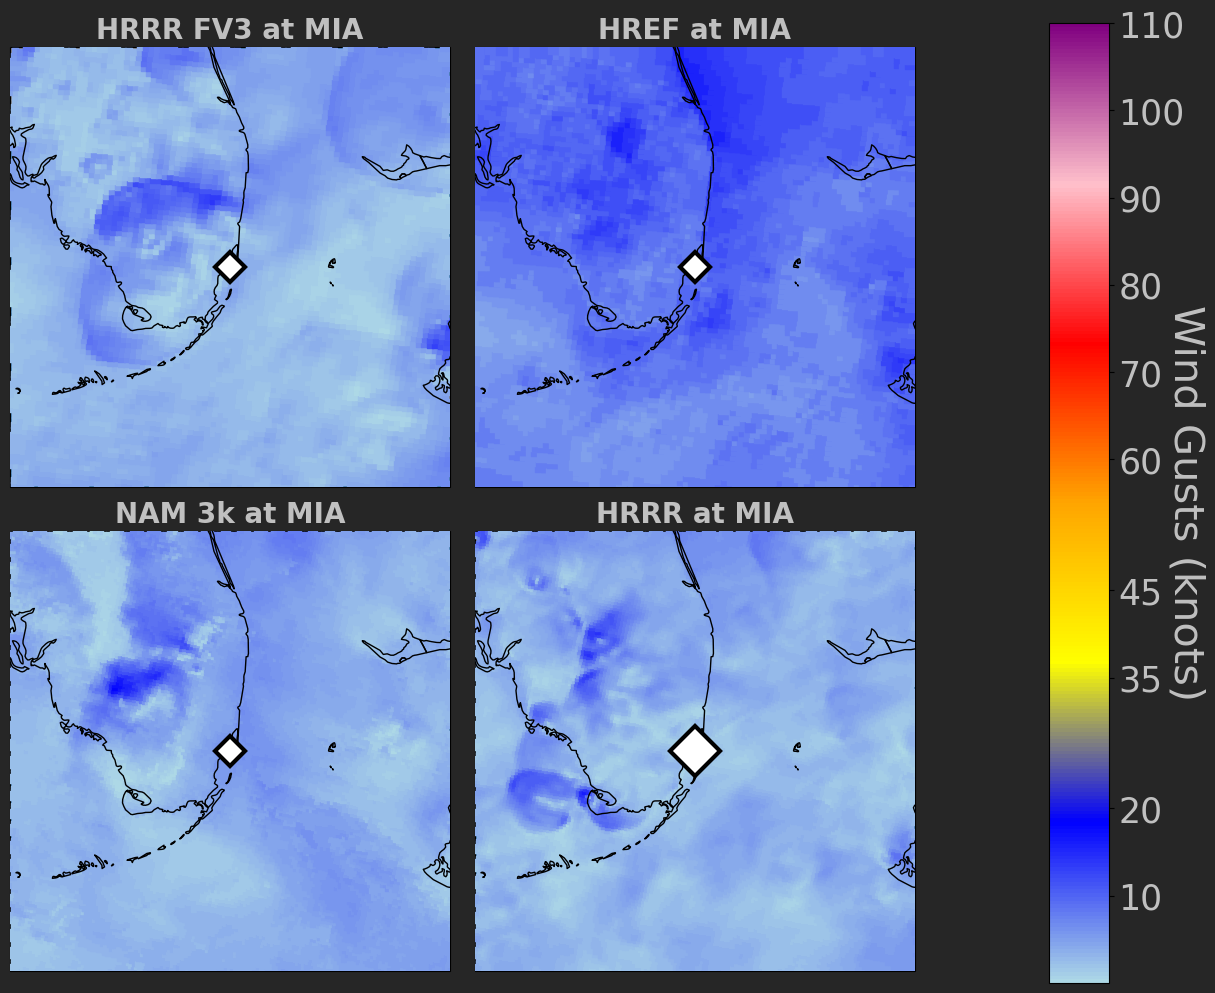 HRRR FV3 at MIA
HREF at MIA
NAM 3k at MIA
HRRR at MIA
110
100
90
80
70
60
45
35
20
10
Wind Gusts (knots)